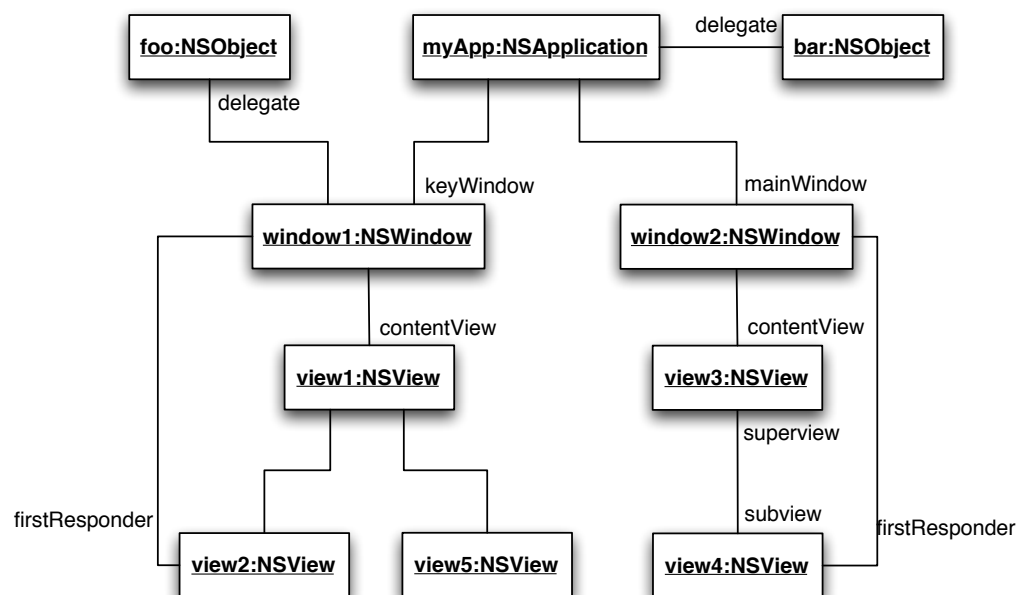 foo:NSObject
myApp:NSApplication
delegate
bar:NSObject
delegate
keyWindow
mainWindow
window1:NSWindow
window2:NSWindow
contentView
contentView
view1:NSView
view3:NSView
superview
firstResponder
subview
firstResponder
view2:NSView
view5:NSView
view4:NSView